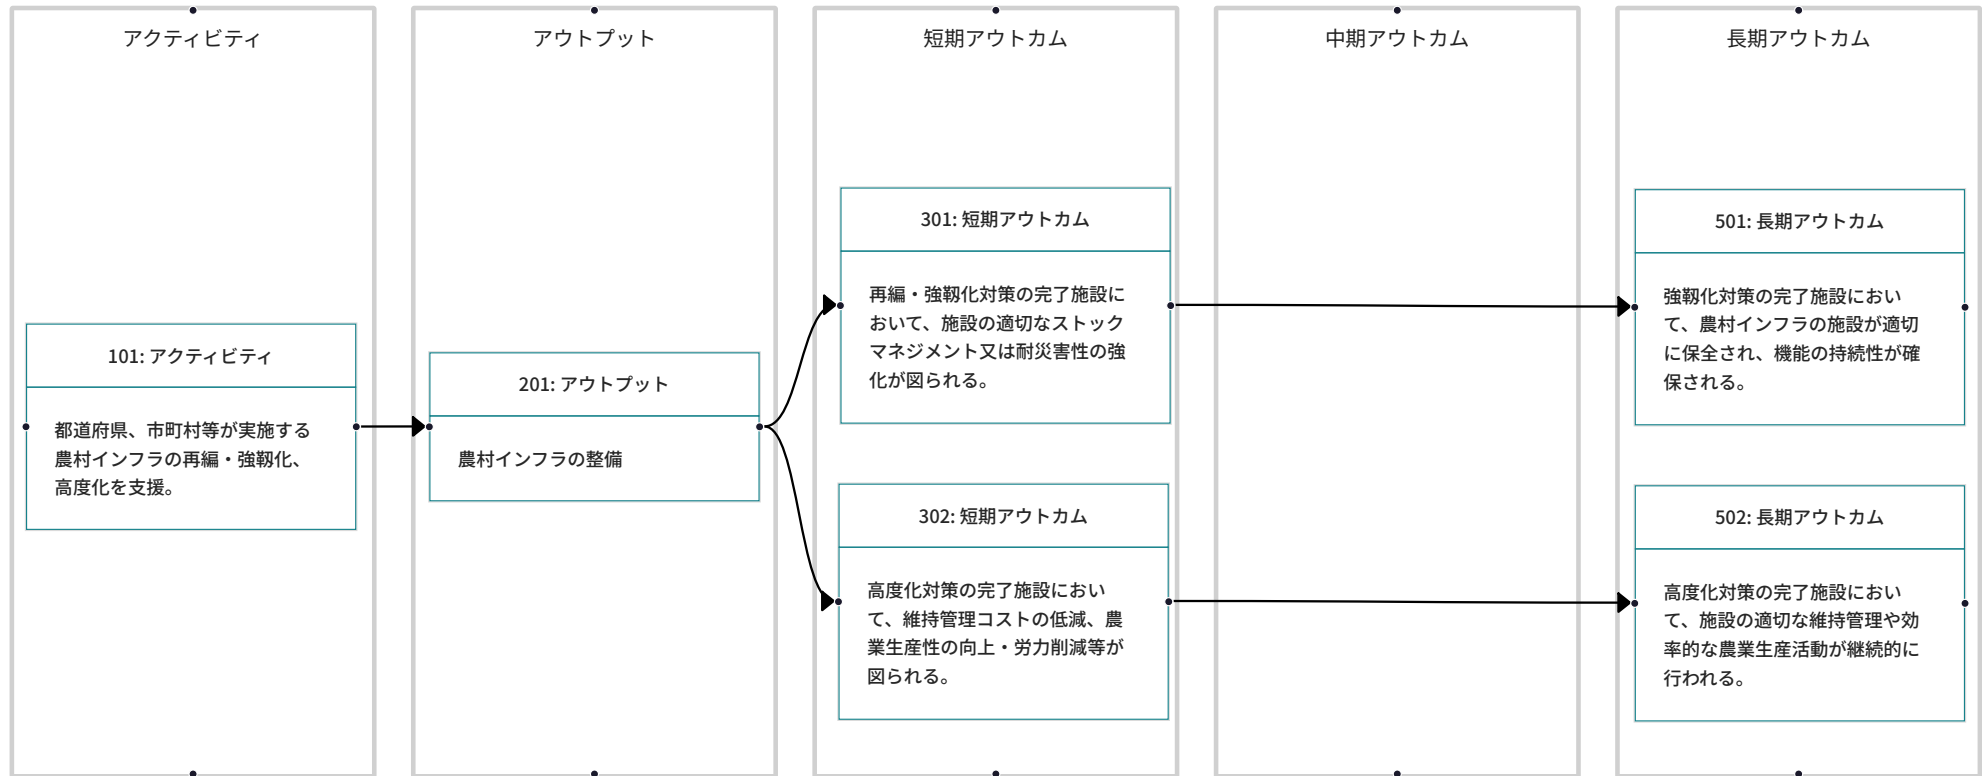 アクティビティ
アウトプット
短期アウトカム
中期アウトカム
長期アウトカム
101: アクティビティ
都道府県、市町村等が実施する
農村インフラの再編・強靱化、
高度化を支援。
201: アウトプット
農村インフラの整備
301: 短期アウトカム
再編・強靱化対策の完了施設に
おいて、施設の適切なストック
マネジメント又は耐災害性の強
化が図られる。
302: 短期アウトカム
高度化対策の完了施設におい
て、維持管理コストの低減、農
業生産性の向上・労力削減等が
図られる。
501: 長期アウトカム
強靱化対策の完了施設におい
て、農村インフラの施設が適切
に保全され、機能の持続性が確
保される。
502: 長期アウトカム
高度化対策の完了施設におい
て、施設の適切な維持管理や効
率的な農業生産活動が継続的に
行われる。